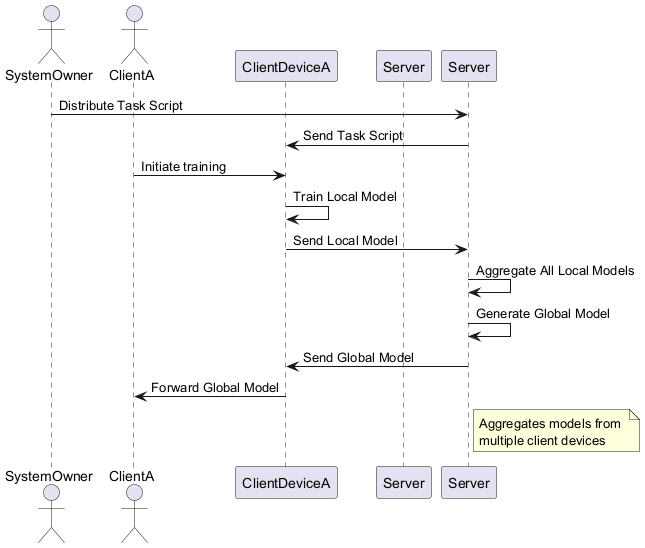 SystemOwner
ClientA
ClientDeviceA
Server
Server
Distribute Task Script
Send Task Script
Initiate training
Train Local Model
Send Local Model
Aggregate All Local Models
Generate Global Model
Send Global Model
Forward Global Model
Aggregates models from
multiple client devices
SystemOwner
ClientA
ClientDeviceA
Server
Server